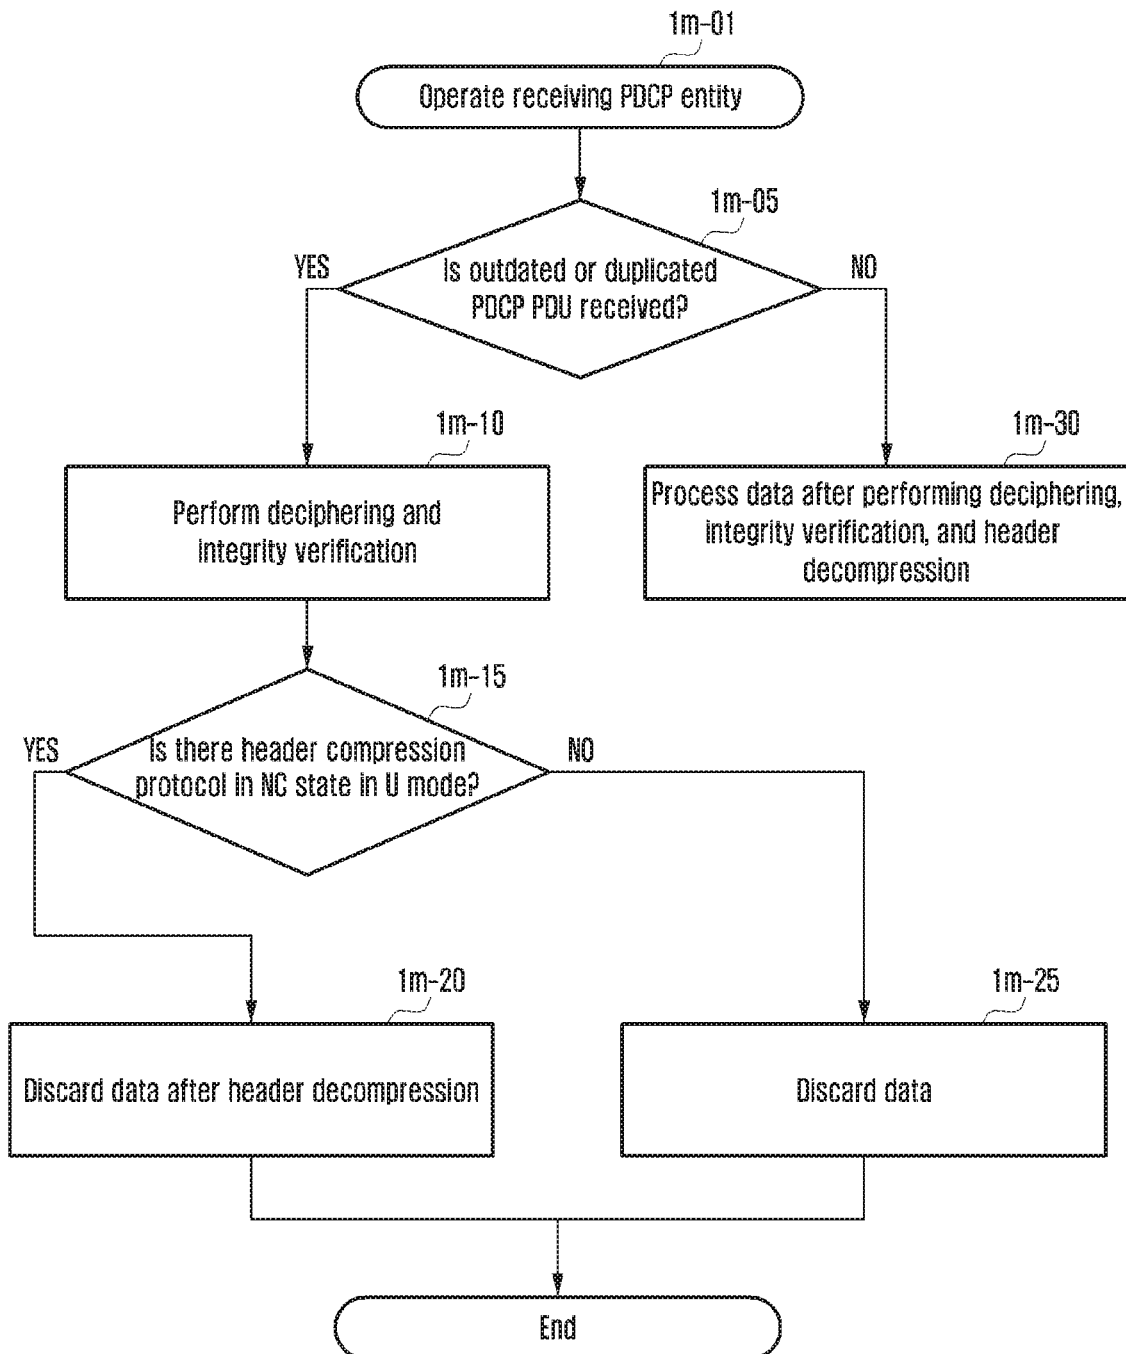 1m-01
Operate receiving PDCP entity
1m-05
YES
Is outdated or duplicated
PDCP PDU received?
NO
1m-10
Perform deciphering and
integrity verification
1m-30
Process data after performing deciphering,
integrity verification, and header
decompression
1m-15
YES
Is there header compression
protocol in NC state in U mode?
NO
1m-20
Discard data after header decompression
1m-25
Discard data
End